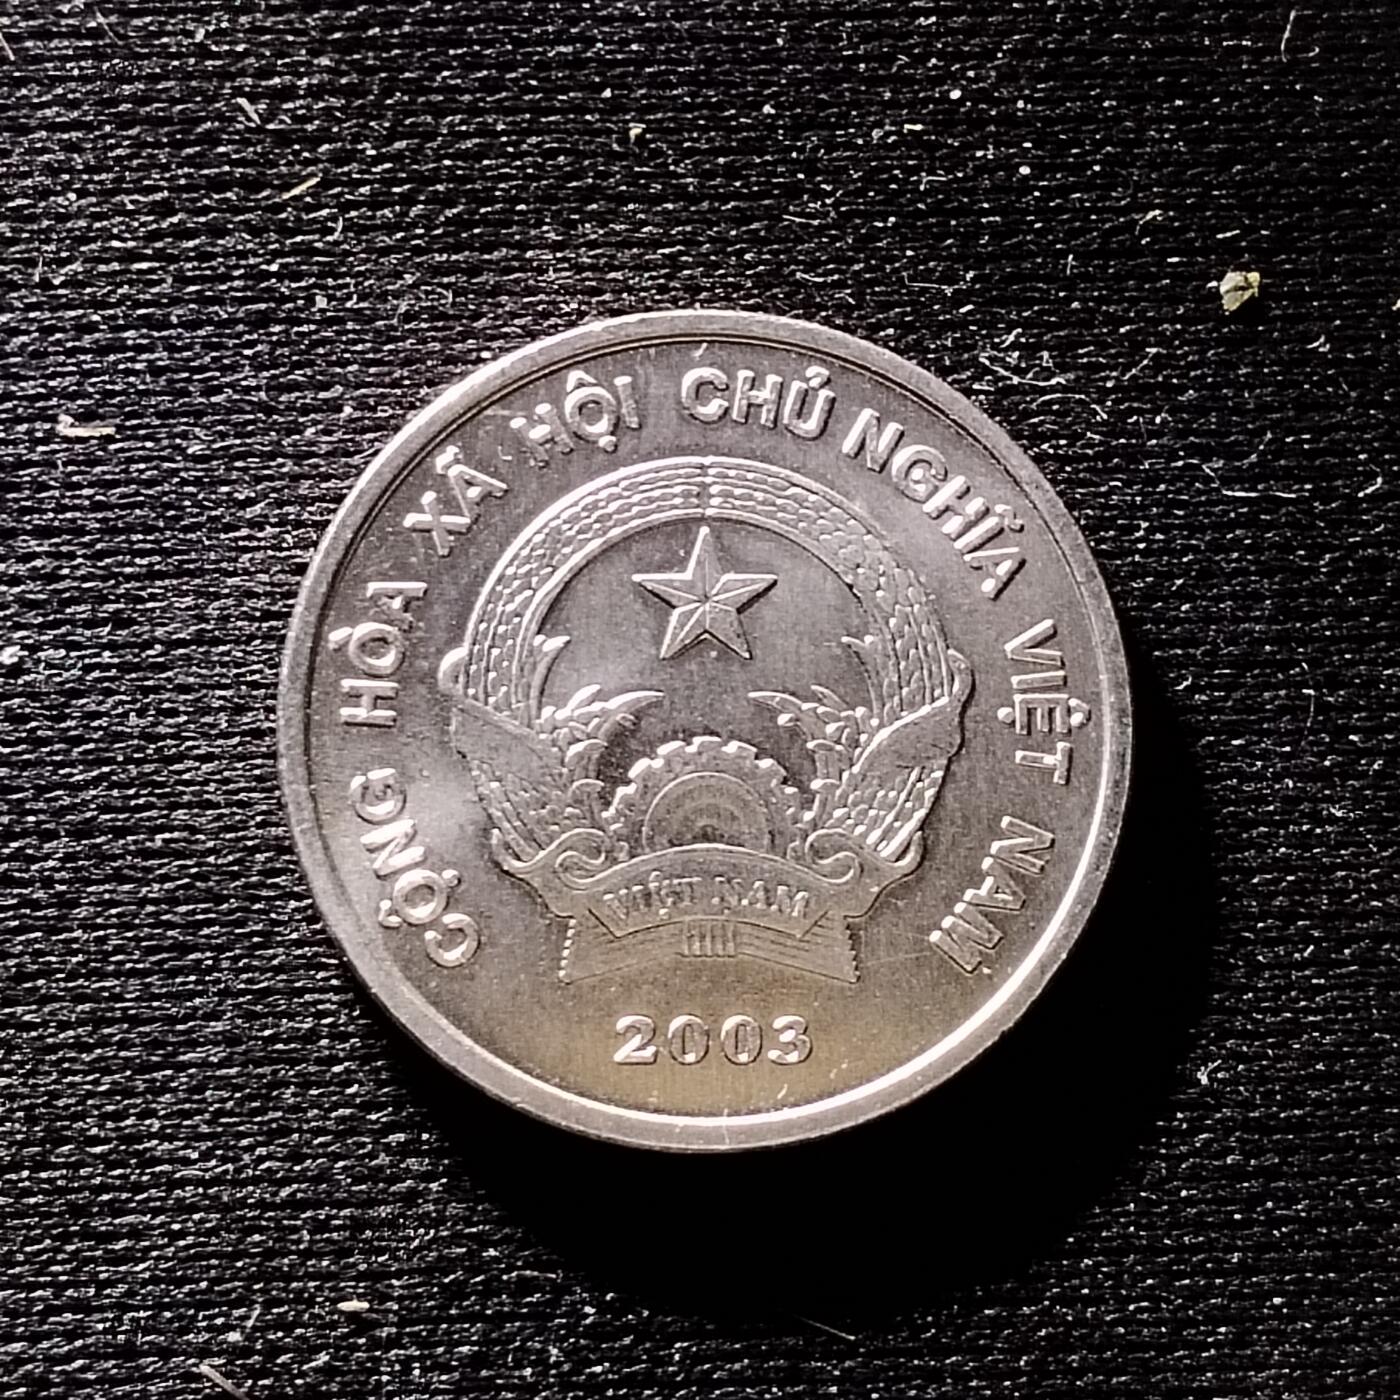 CỘNG HÒA XÃ HỘI CHỦ NGHĨA VIỆT NAM
VIỆT NAM
2003